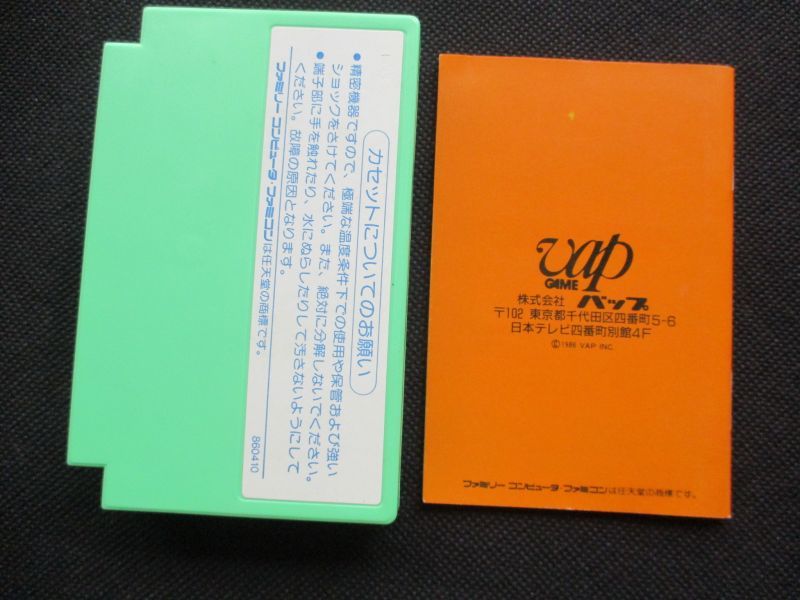 カセットについてのお願い
●精密機器ですので、極端な温度条件下での使用や保管および強い
ショックをさけてください。また、絶対に分解しないでください。
●端子部に手を触れたり、水にぬらしたりして汚さないようにして
ください。故障の原因となります。
ファミリーコンピュータ・ファミコンは任天堂の商標です。
860410
vap
GAME
株式会社 バップ
〒102 東京都千代田区四番町5-6
日本テレビ四番町別館4F
©1986 VAP INC
ファミリーコンピュータ・ファミコンは任天堂の商標です。